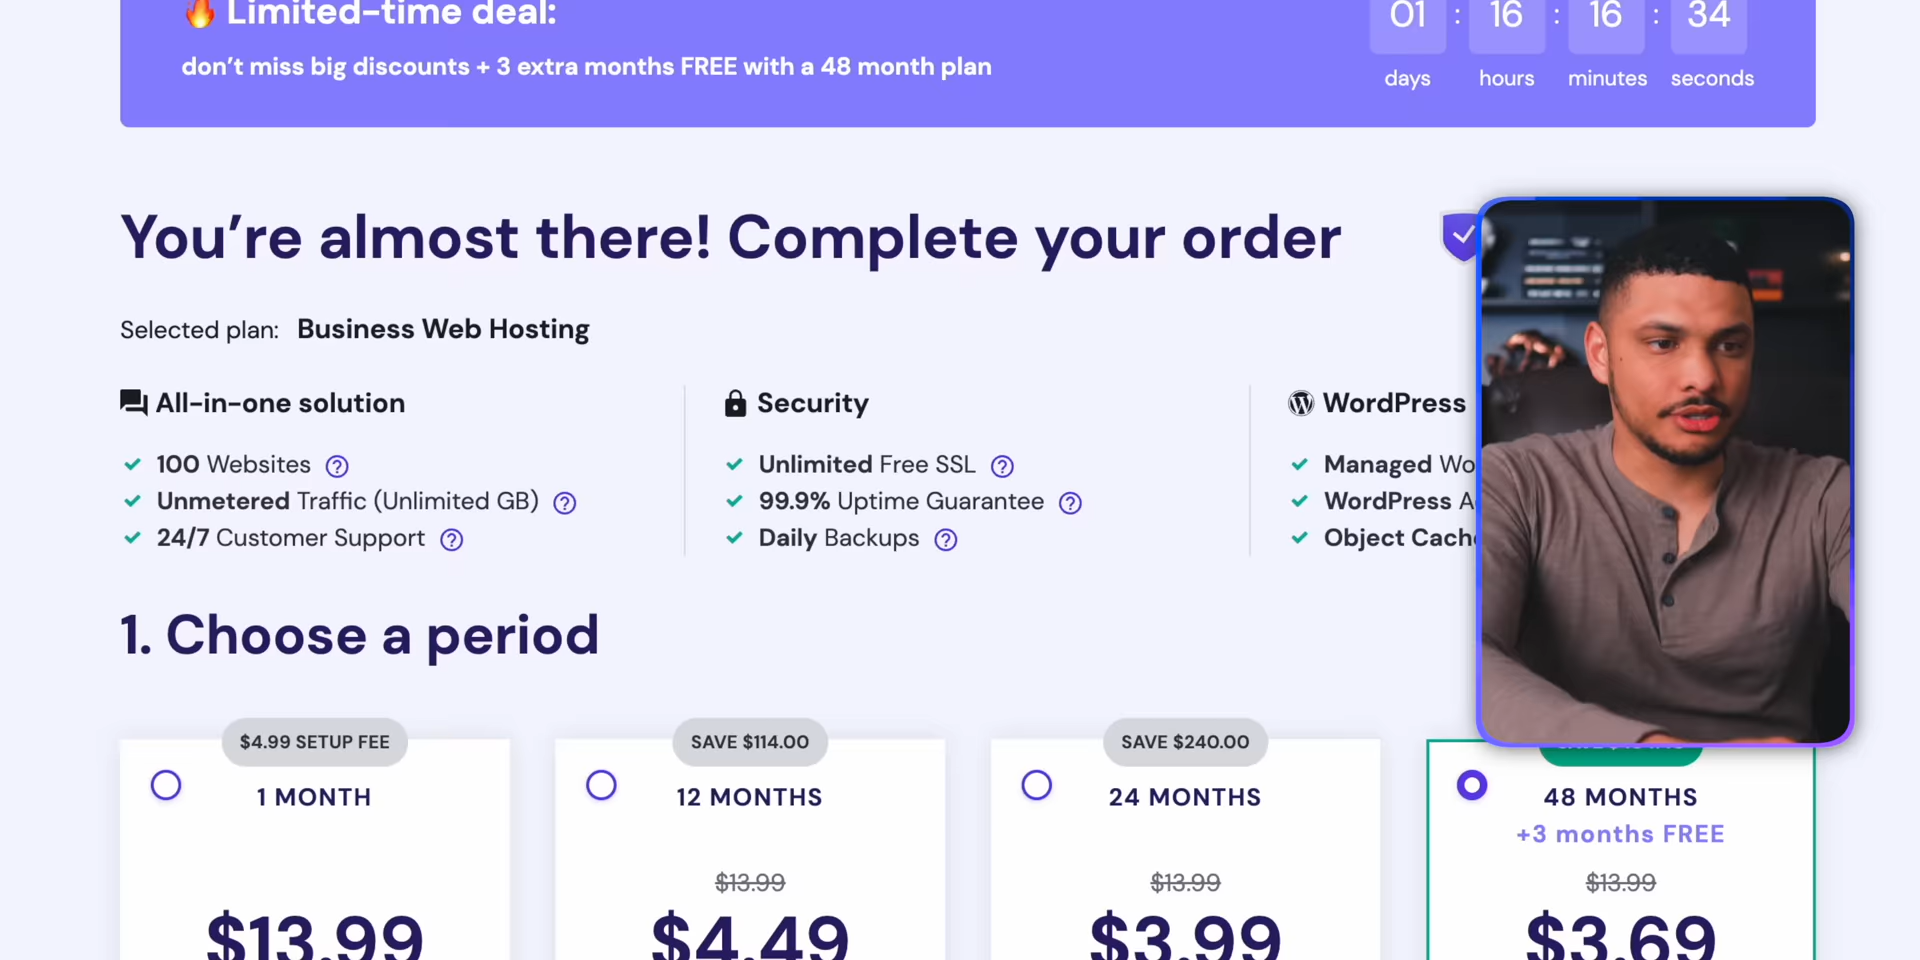 🔥 Limited-time deal:
don't miss big discounts + 3 extra months FREE with a 48 month plan
01 : 16 : 16 : 34
days hours minutes seconds
You're almost there! Complete your order
Selected plan: Business Web Hosting
All-in-one solution
100 Websites
Unmetered Traffic (Unlimited GB)
24/7 Customer Support
Security
Unlimited Free SSL
99.9% Uptime Guarantee
Daily Backups
WordPress
Managed
WordPress
Object
1. Choose a period
$4.99 SETUP FEE
1 MONTH
$13.99
SAVE $114.00
12 MONTHS
$13.99
$4.49
SAVE $240.00
24 MONTHS
$13.99
$3.99
48 MONTHS
+3 months FREE
$13.99
$3.69